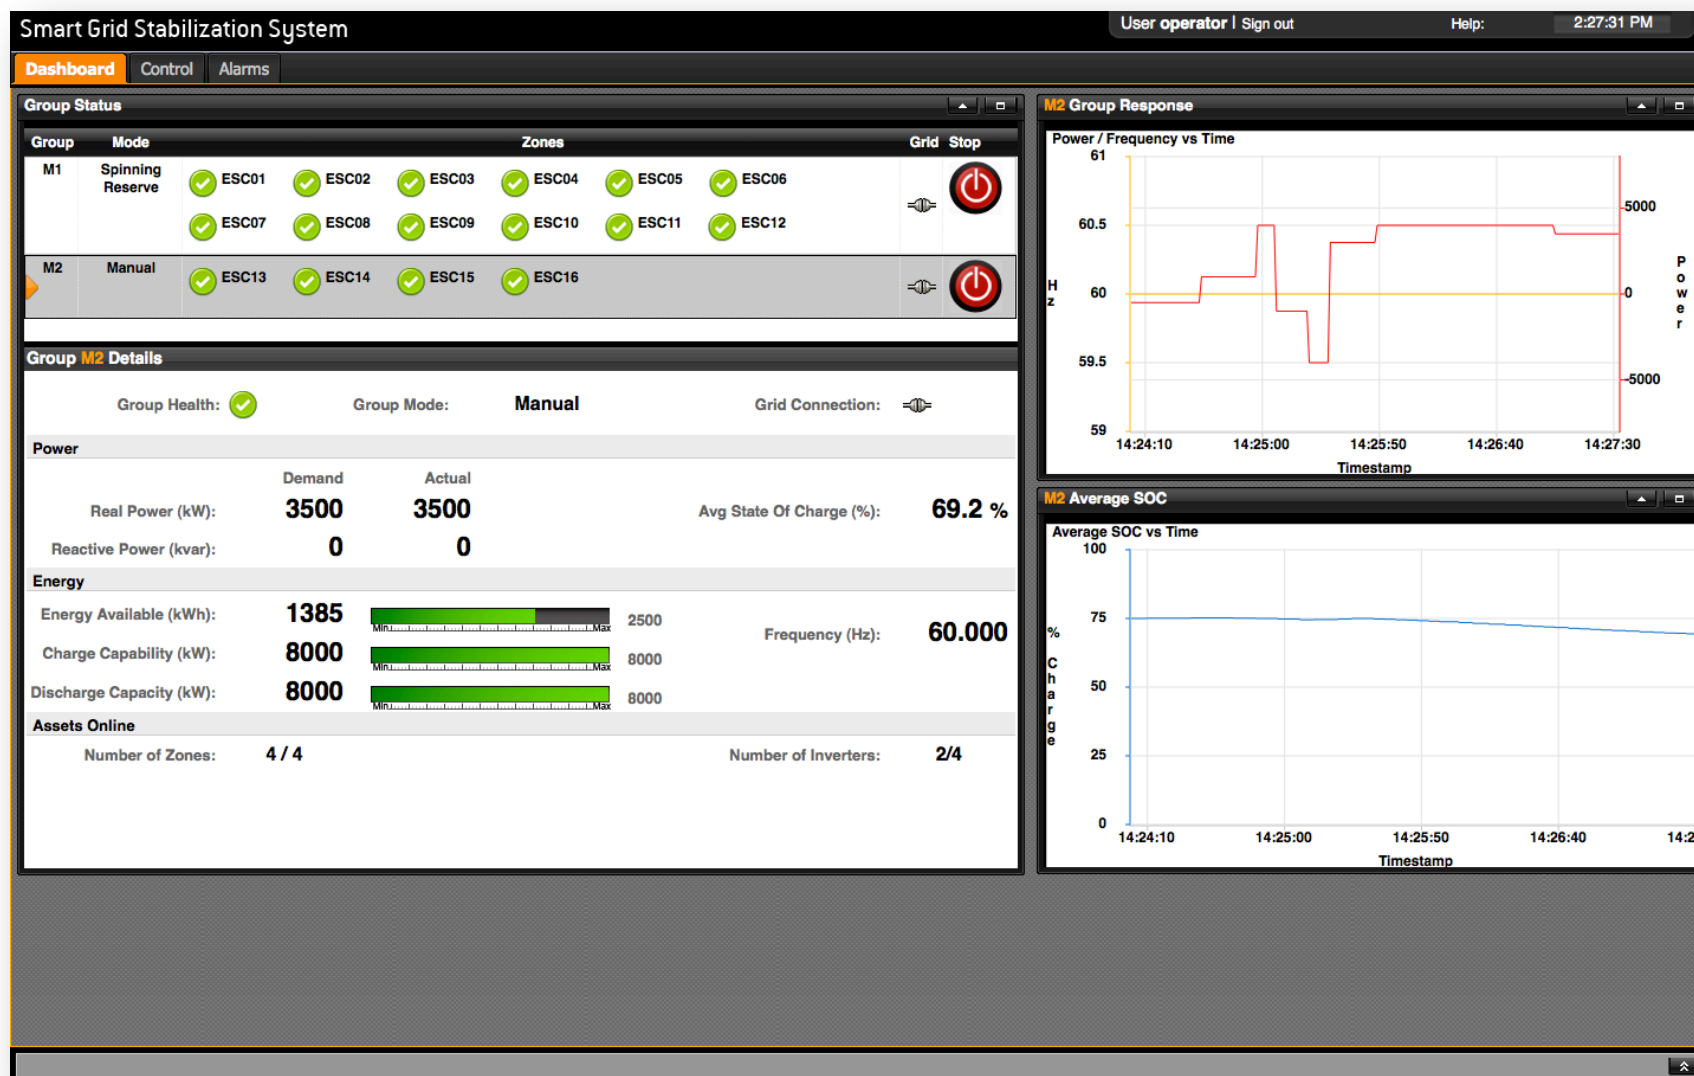 Smart Grid Stabilization System
User operator | Sign out
Help:
2:27:31 PM
Dashboard Control Alarms
Group Status
Group Mode Zones Grid Stop
M1 Spinning Reserve
ESC01 ESC02 ESC03 ESC04 ESC05 ESC06
ESC07 ESC08 ESC09 ESC10 ESC11 ESC12
M2 Manual ESC13 ESC14 ESC15 ESC16
Group M2 Details
Group Health: Group Mode: Manual Grid Connection:
Power
Demand Actual
Real Power (kW): 3500 3500 Avg State Of Charge (%): 69.2 %
Reactive Power (kvar): 0 0
Energy
Energy Available (kWh): 1385 Min Max 2500
Frequency (Hz): 60.000
Charge Capability (kW): 8000 Min Max 8000
Discharge Capacity (kW): 8000 Min Max 8000
Assets Online
Number of Zones: 4 / 4 Number of Inverters: 2/4
M2 Group Response
Power / Frequency vs Time
61
60.5
60
59.5
59
Hz
5000
0
-5000
Power
14:24:10 14:25:00 14:25:50 14:26:40 14:27:30
Timestamp
M2 Average SOC
Average SOC vs Time
100
75
50
25
0
% Charge
14:24:10 14:25:00 14:25:50 14:26:40 14:2
Timestamp